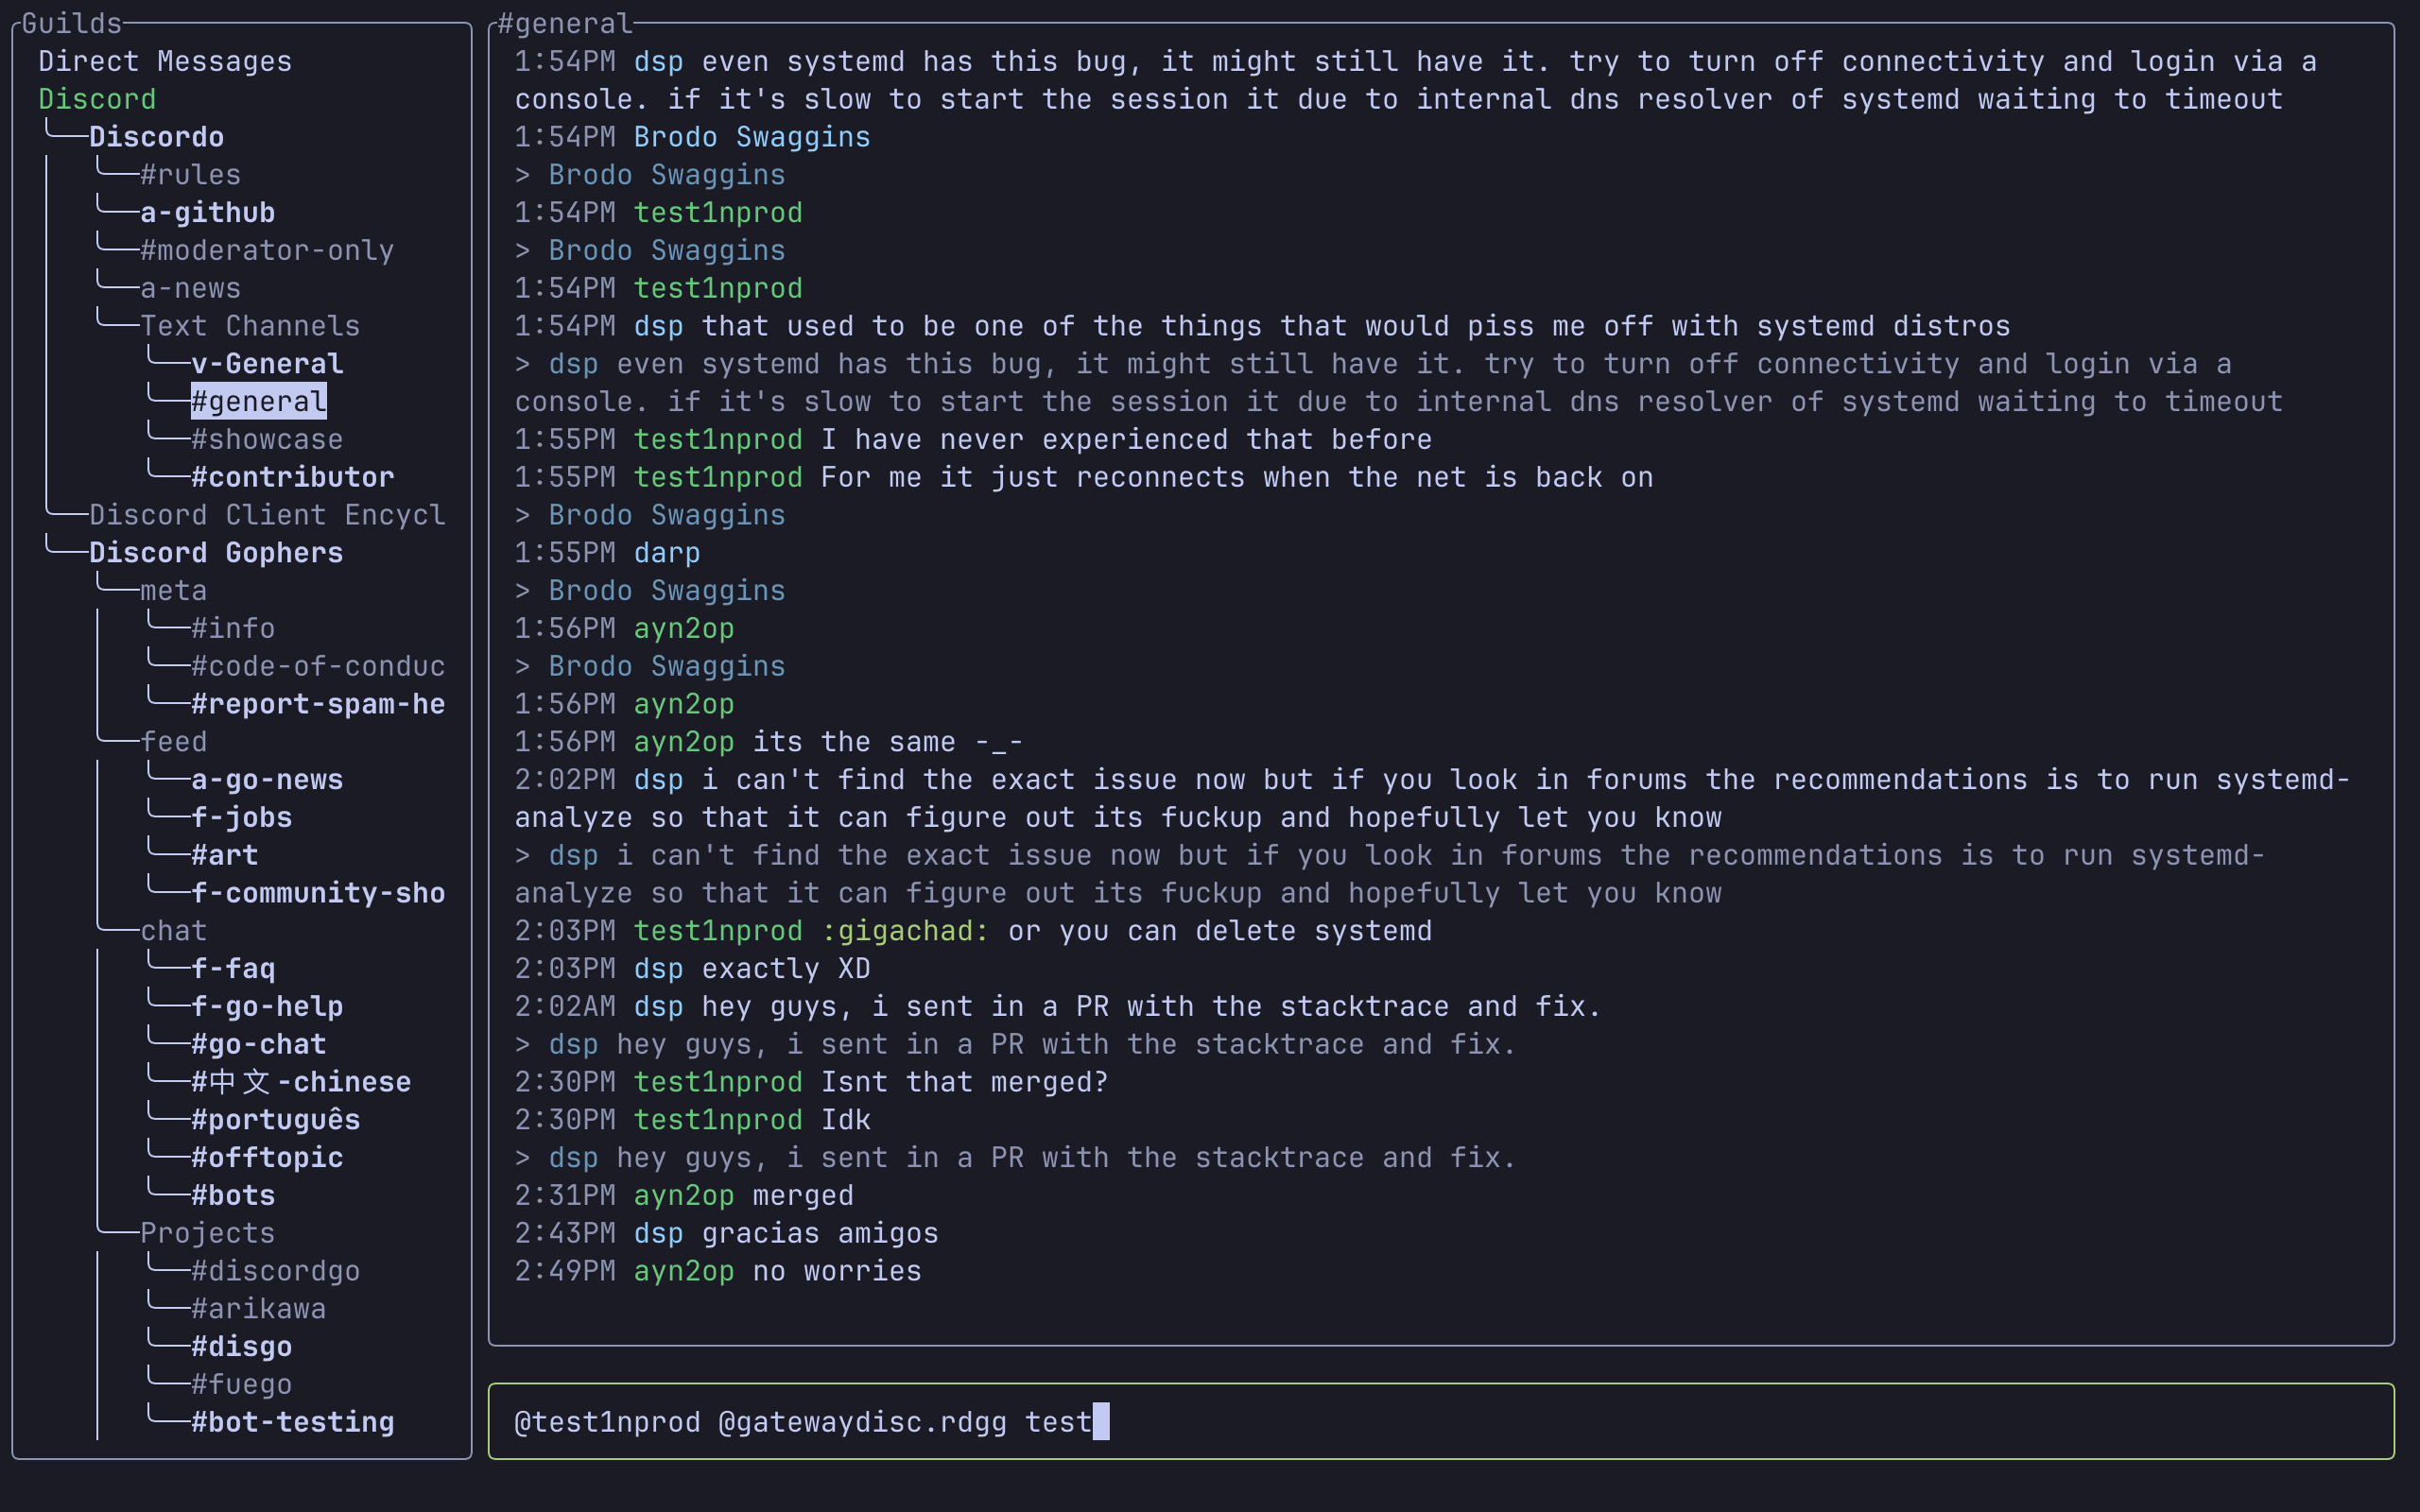 Guilds
Direct Messages
Discord
Discordo
#rules
a-github
#moderator-only
a-news
Text Channels
v-General
#general
#showcase
#contributor
Discord Client Encycl
Discord Gophers
meta
#info
#code-of-conduc
#report-spam-he
feed
a-go-news
f-jobs
#art
f-community-sho
chat
f-faq
f-go-help
#go-chat
#中文-chinese
#português
#offtopic
#bots
Projects
#discordgo
#arikawa
#disgo
#fuego
#bot-testing
#general
1:54PM dsp even systemd has this bug, it might still have it. try to turn off connectivity and login via a
console. if it's slow to start the session it due to internal dns resolver of systemd waiting to timeout
1:54PM Brodo Swaggins
> Brodo Swaggins
1:54PM test1nprod
> Brodo Swaggins
1:54PM test1nprod
1:54PM dsp that used to be one of the things that would piss me off with systemd distros
> dsp even systemd has this bug, it might still have it. try to turn off connectivity and login via a
console. if it's slow to start the session it due to internal dns resolver of systemd waiting to timeout
1:55PM test1nprod I have never experienced that before
1:55PM test1nprod For me it just reconnects when the net is back on
> Brodo Swaggins
1:55PM darp
> Brodo Swaggins
1:56PM ayn2op
> Brodo Swaggins
1:56PM ayn2op
1:56PM ayn2op its the same -_-
2:02PM dsp i can't find the exact issue now but if you look in forums the recommendations is to run systemd-
analyze so that it can figure out its fuckup and hopefully let you know
> dsp i can't find the exact issue now but if you look in forums the recommendations is to run systemd-
analyze so that it can figure out its fuckup and hopefully let you know
2:03PM test1nprod :gigachad: or you can delete systemd
2:03PM dsp exactly XD
2:02AM dsp hey guys, i sent in a PR with the stacktrace and fix.
> dsp hey guys, i sent in a PR with the stacktrace and fix.
2:30PM test1nprod Isnt that merged?
2:30PM test1nprod Idk
> dsp hey guys, i sent in a PR with the stacktrace and fix.
2:31PM ayn2op merged
2:43PM dsp gracias amigos
2:49PM ayn2op no worries
@test1nprod @gatewaydisc.rdgg test